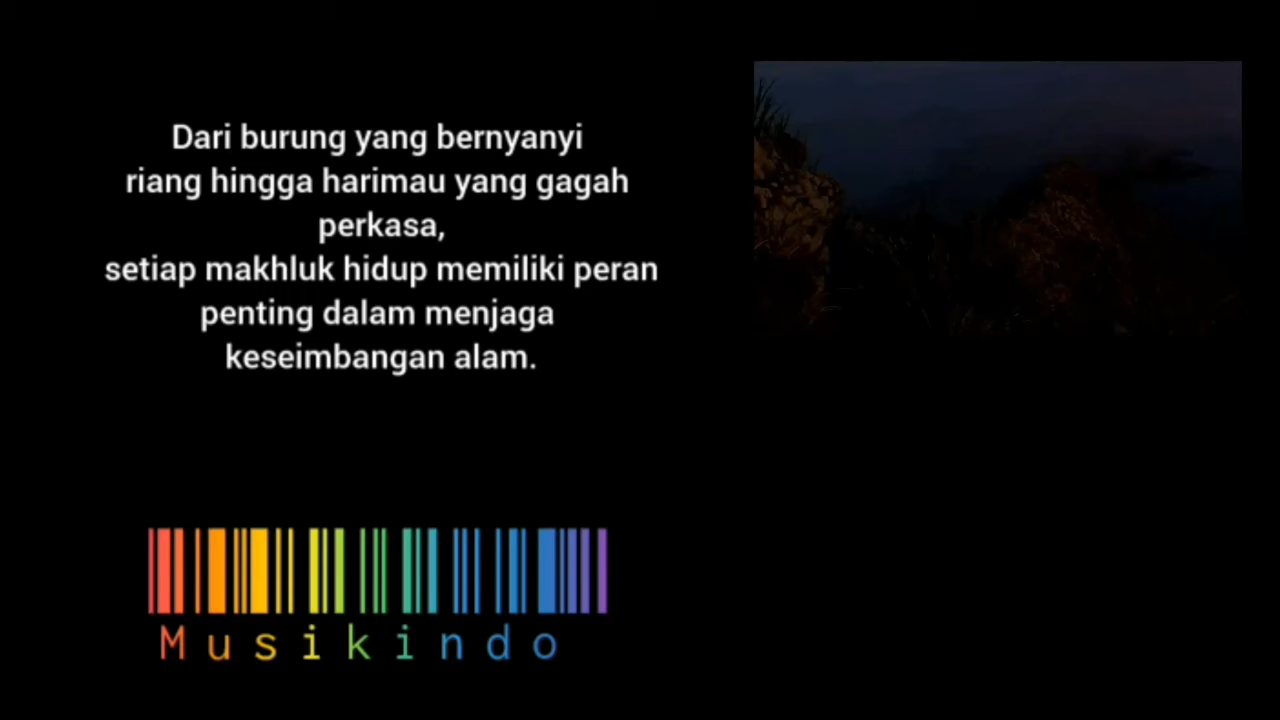 Dari burung yang bernyanyi
riang hingga harimau yang gagah
perkasa,
setiap makhluk hidup memiliki peran
penting dalam menjaga
keseimbangan alam.
Musikindo